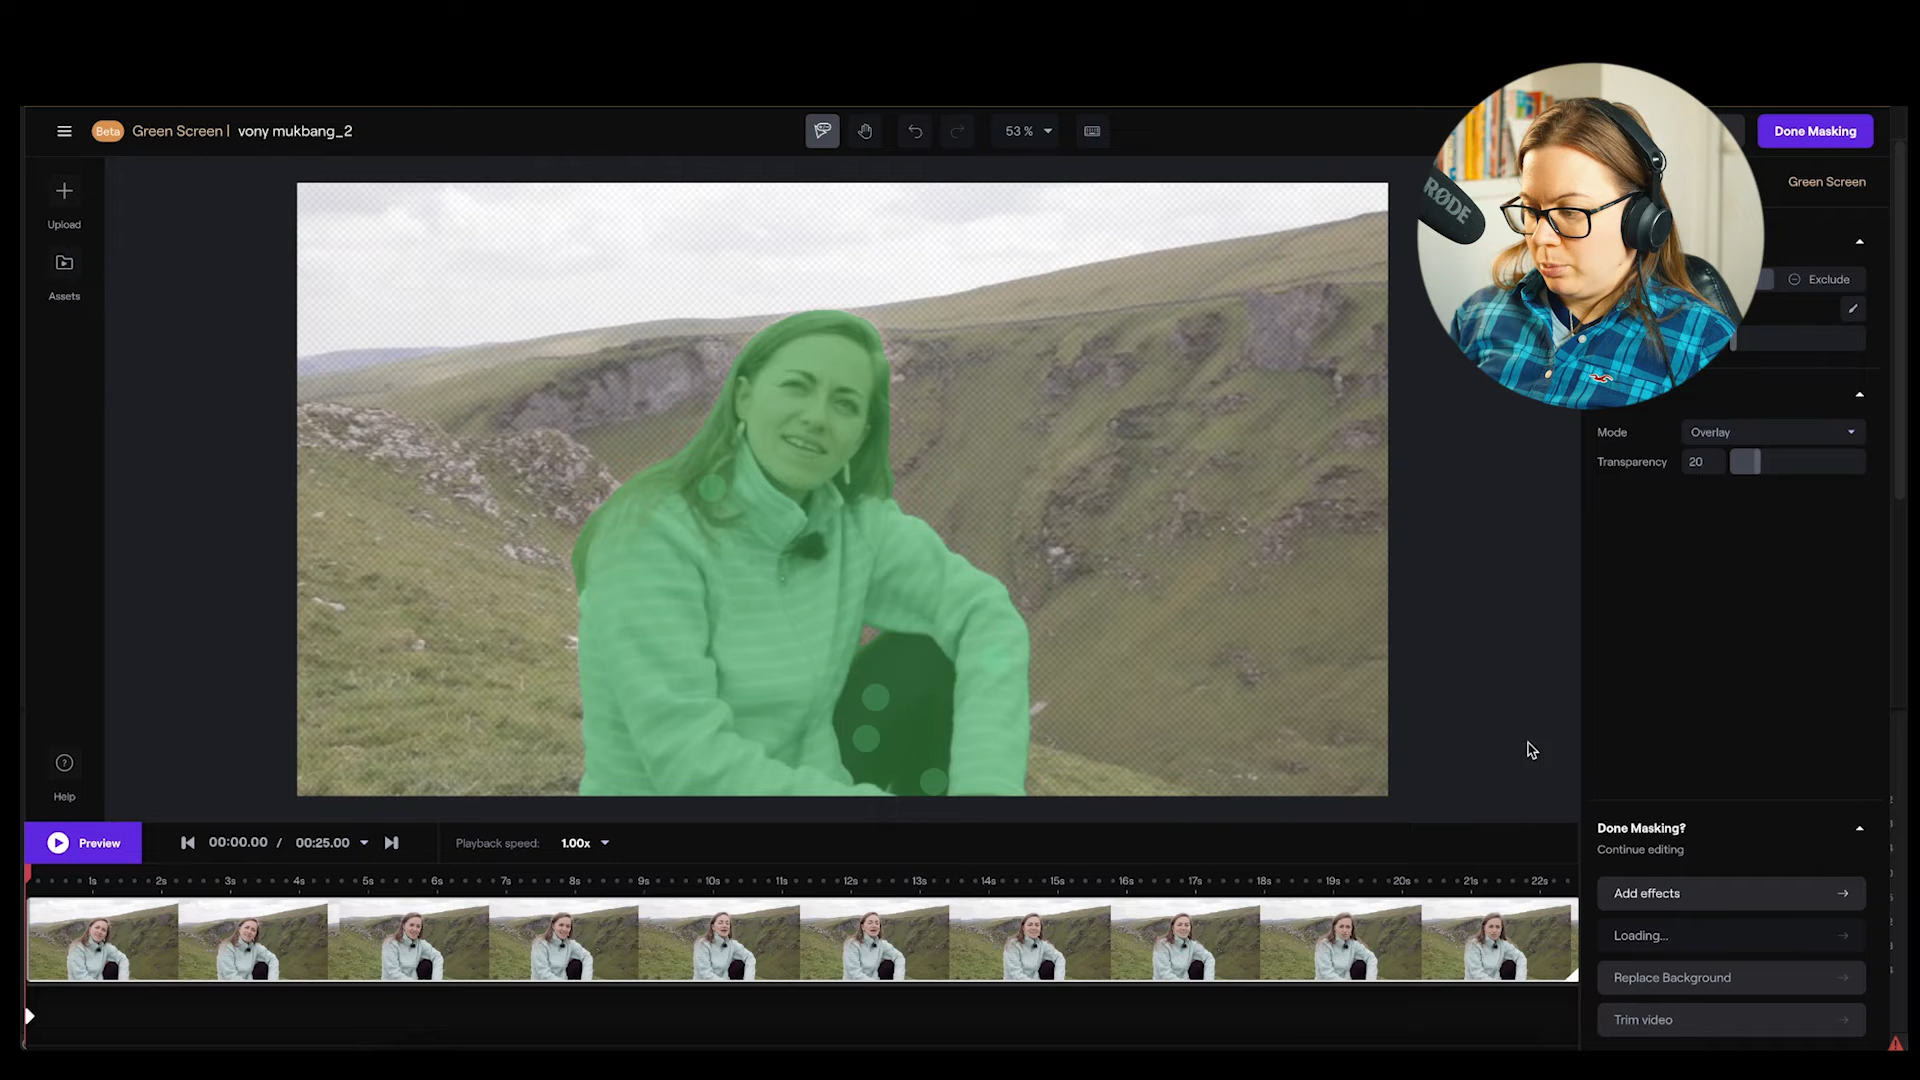 Beta Green Screen | vony mukbang_2
53 %
Done Masking
RØDE
Green Screen
Upload
Exclude
Assets
Mode Overlay
Transparency 20
Help
Done Masking?
Continue editing
Preview 00:00.00 / 00:25.00 Playback speed: 1.00x
1s 2s 3s 4s 5s 6s 7s 8s 9s 10s 11s 12s 13s 14s 15s 16s 17s 18s 19s 20s 21s 22s
Add effects
Loading...
Replace Background
Trim video